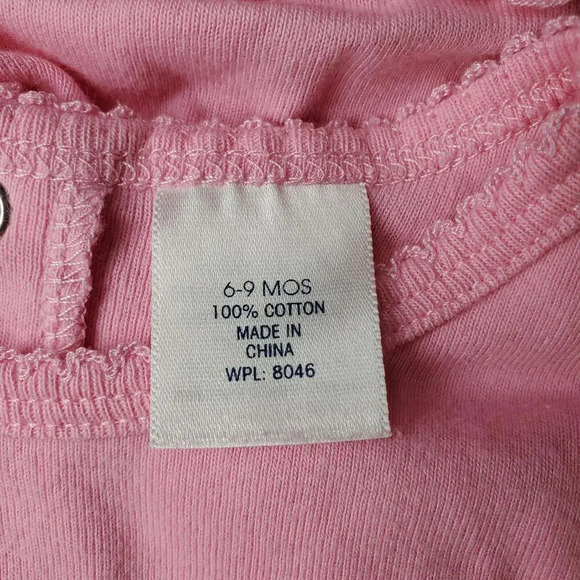 6-9 MOS
100% COTTON
MADE IN
CHINA
WPL: 8046